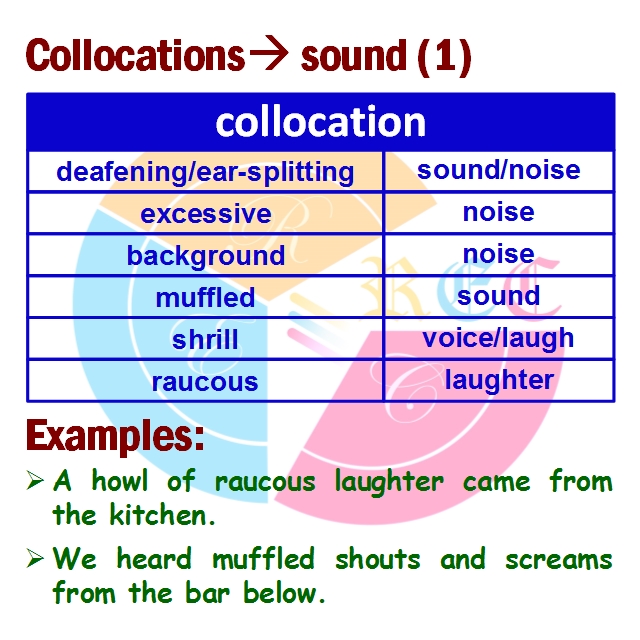 Collocations→ sound (1)
collocation
deafening/ear-splitting sound/noise
excessive noise
background noise
muffled sound
shrill voice/laugh
raucous laughter
Examples:
➢ A howl of raucous laughter came from
the kitchen.
➢ We heard muffled shouts and screams
from the bar below.
R
E
C
REC